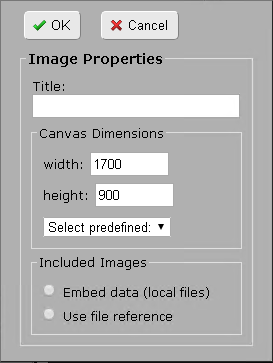 OK Cancel
Image Properties
Title:
Canvas Dimensions
width: 1700
height: 900
Select predefined:
Included Images
Embed data (local files)
Use file reference